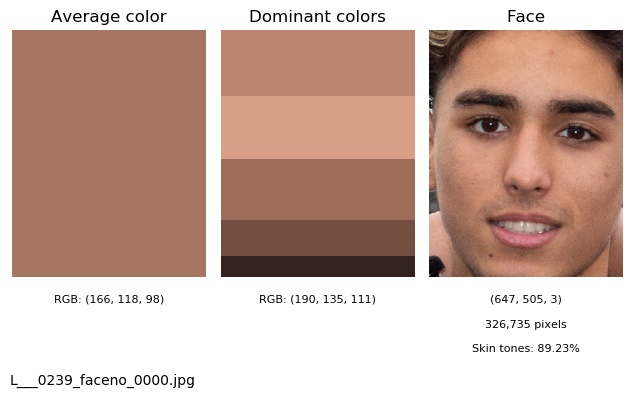 Average color
Dominant colors
Face
RGB: (166, 118, 98)
RGB: (190, 135, 111)
(647, 505, 3)
326,735 pixels
Skin tones: 89.23%
L___0239_faceno_0000.jpg